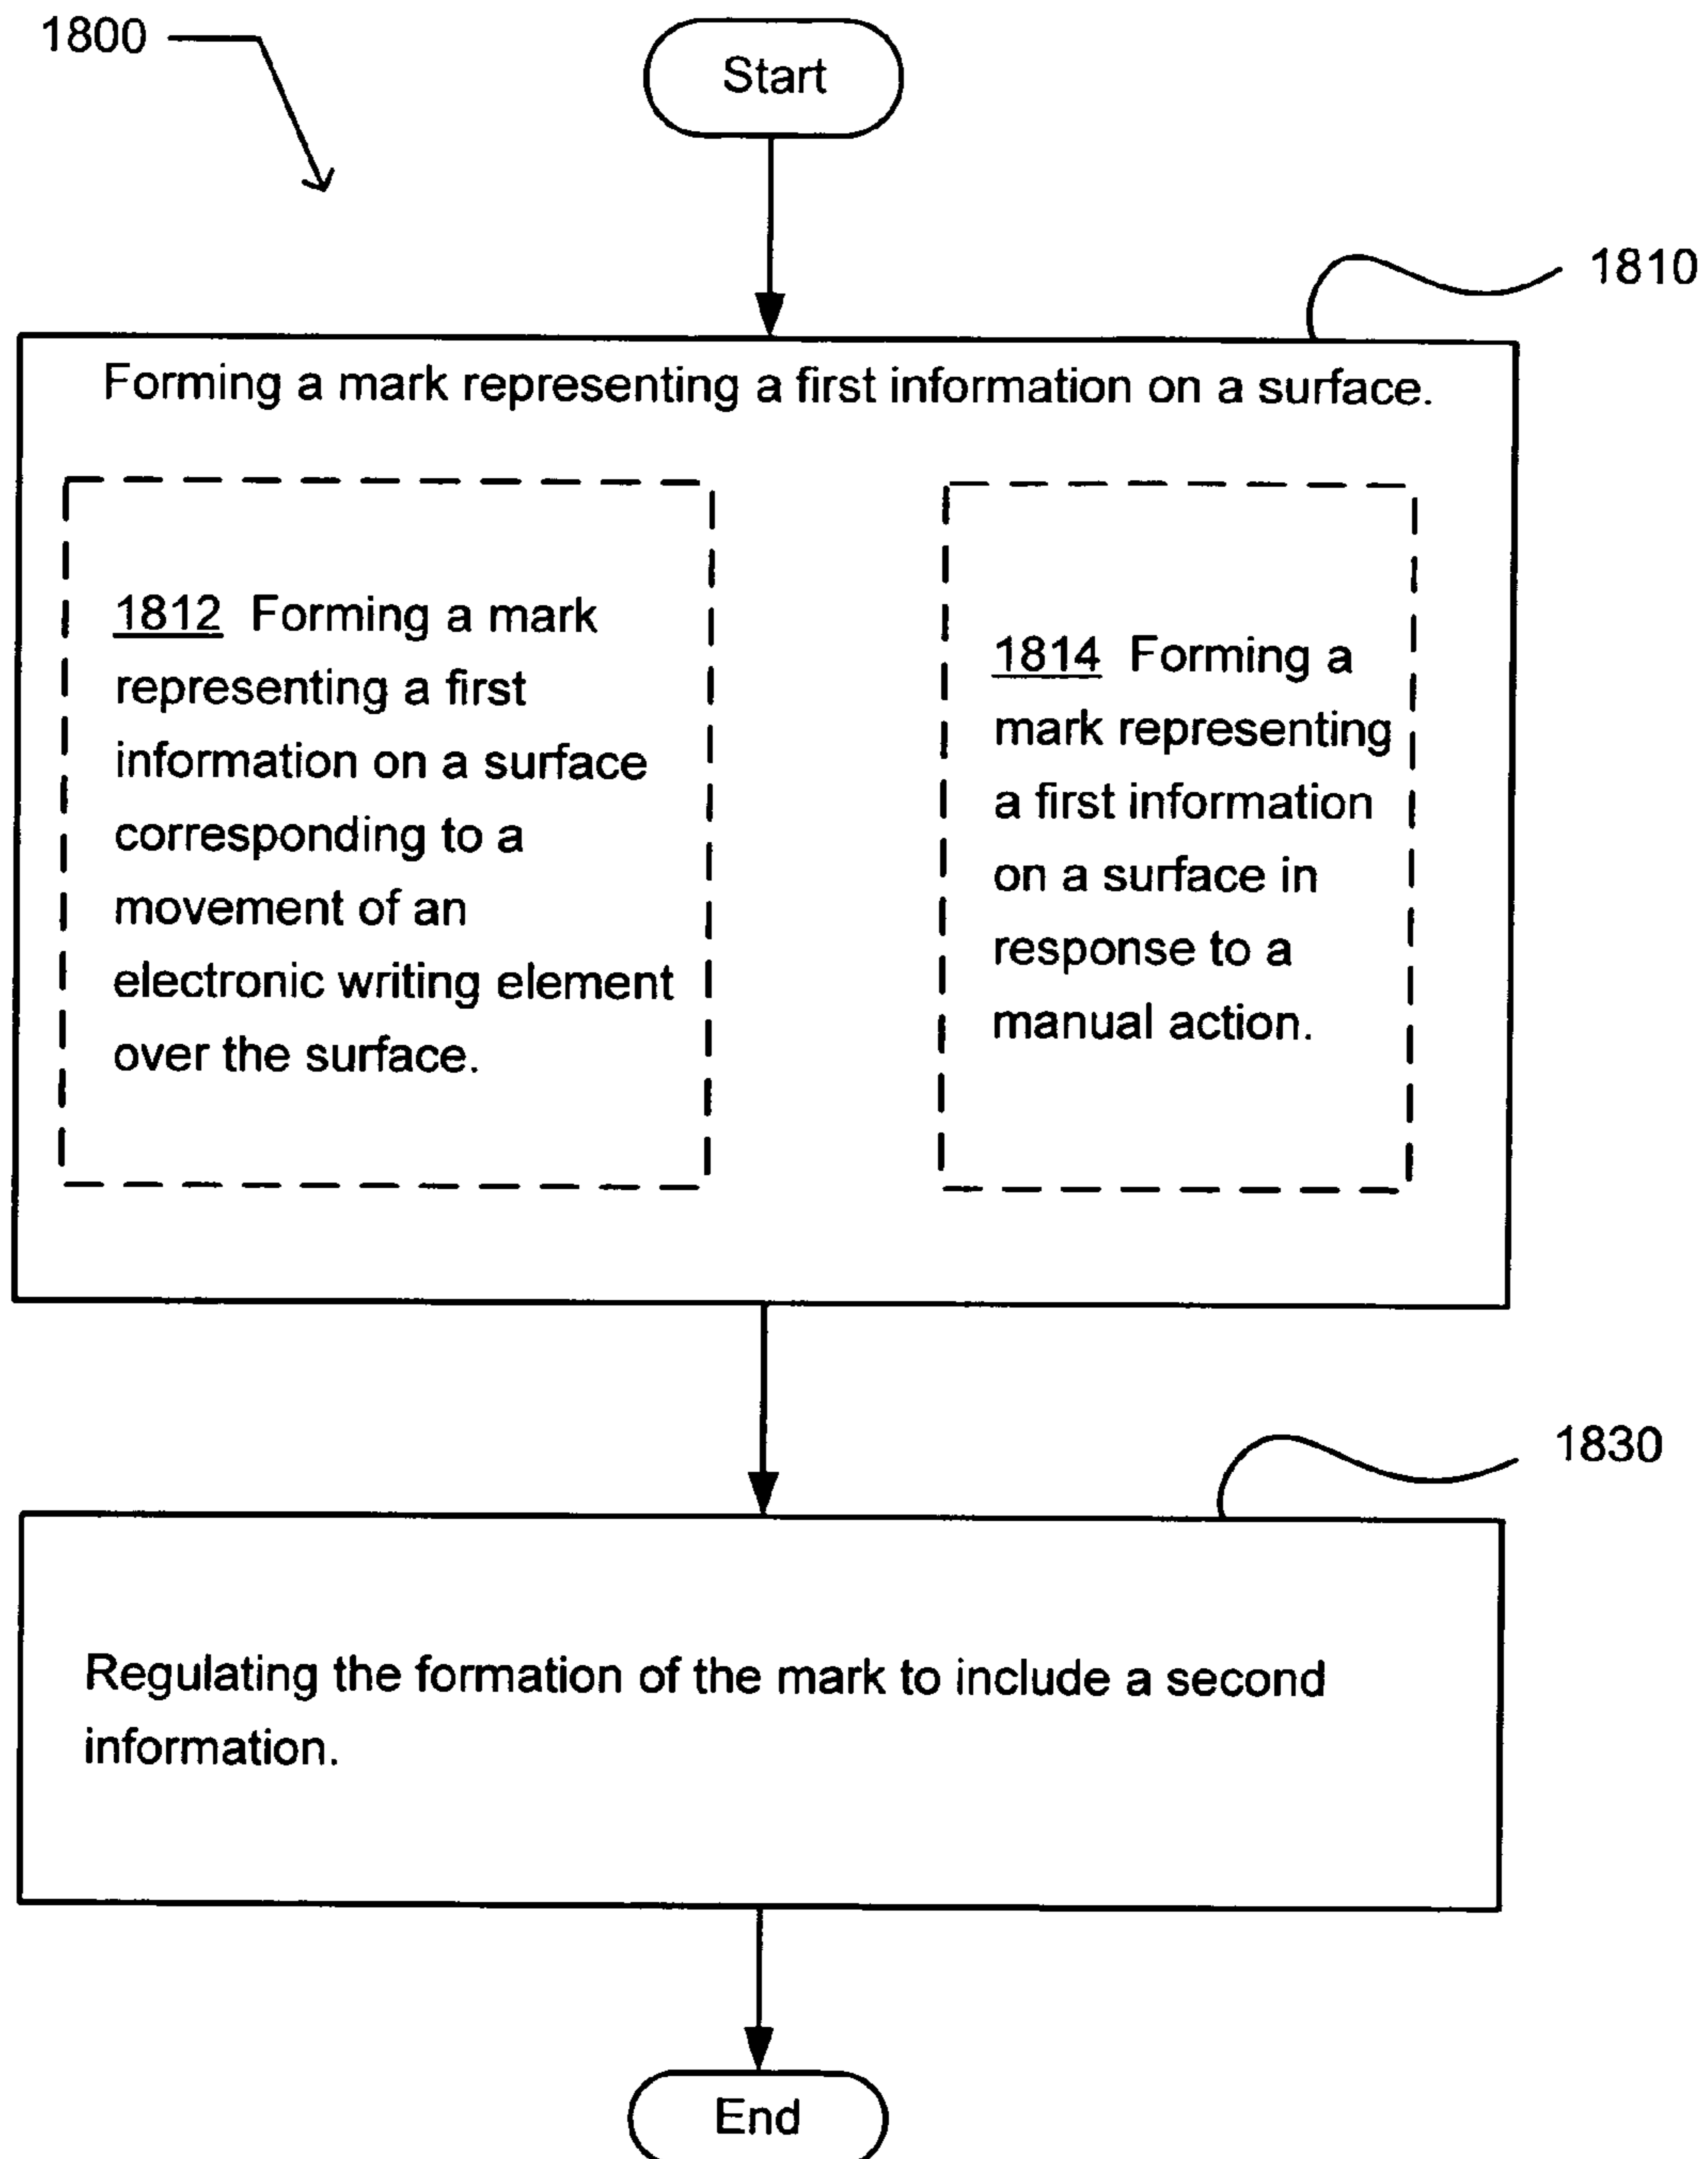 1800
Start
1810
Forming a mark representing a first information on a surface.
1812 Forming a mark
representing a first
information on a surface
corresponding to a
movement of an
electronic writing element
over the surface.
1814 Forming a
mark representing
a first information
on a surface in
response to a
manual action.
1830
Regulating the formation of the mark to include a second
information.
End